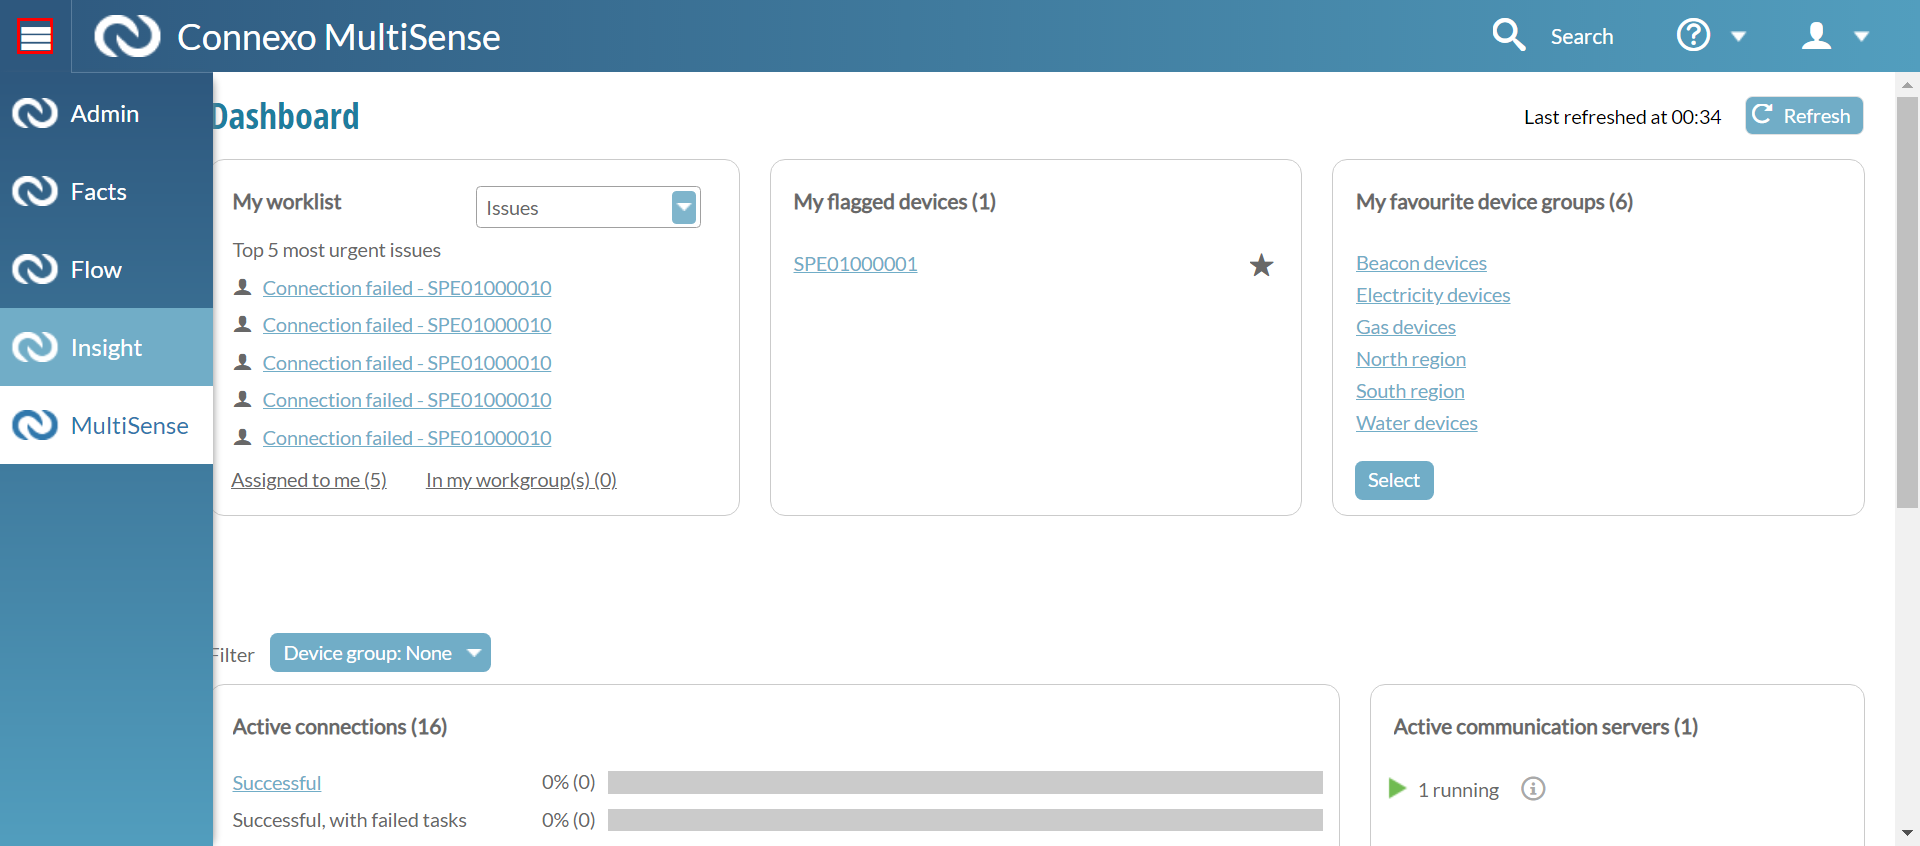 Connexo MultiSense
Search
Admin
Facts
Flow
Insight
MultiSense
Dashboard
Last refreshed at 00:34
Refresh
My worklist
Issues
Top 5 most urgent issues
Connection failed - SPE01000010
Connection failed - SPE01000010
Connection failed - SPE01000010
Connection failed - SPE01000010
Connection failed - SPE01000010
Assigned to me (5)
In my workgroup(s) (0)
My flagged devices (1)
SPE01000001
My favourite device groups (6)
Beacon devices
Electricity devices
Gas devices
North region
South region
Water devices
Select
Filter
Device group: None
Active connections (16)
Successful 0% (0)
Successful, with failed tasks 0% (0)
Active communication servers (1)
1 running